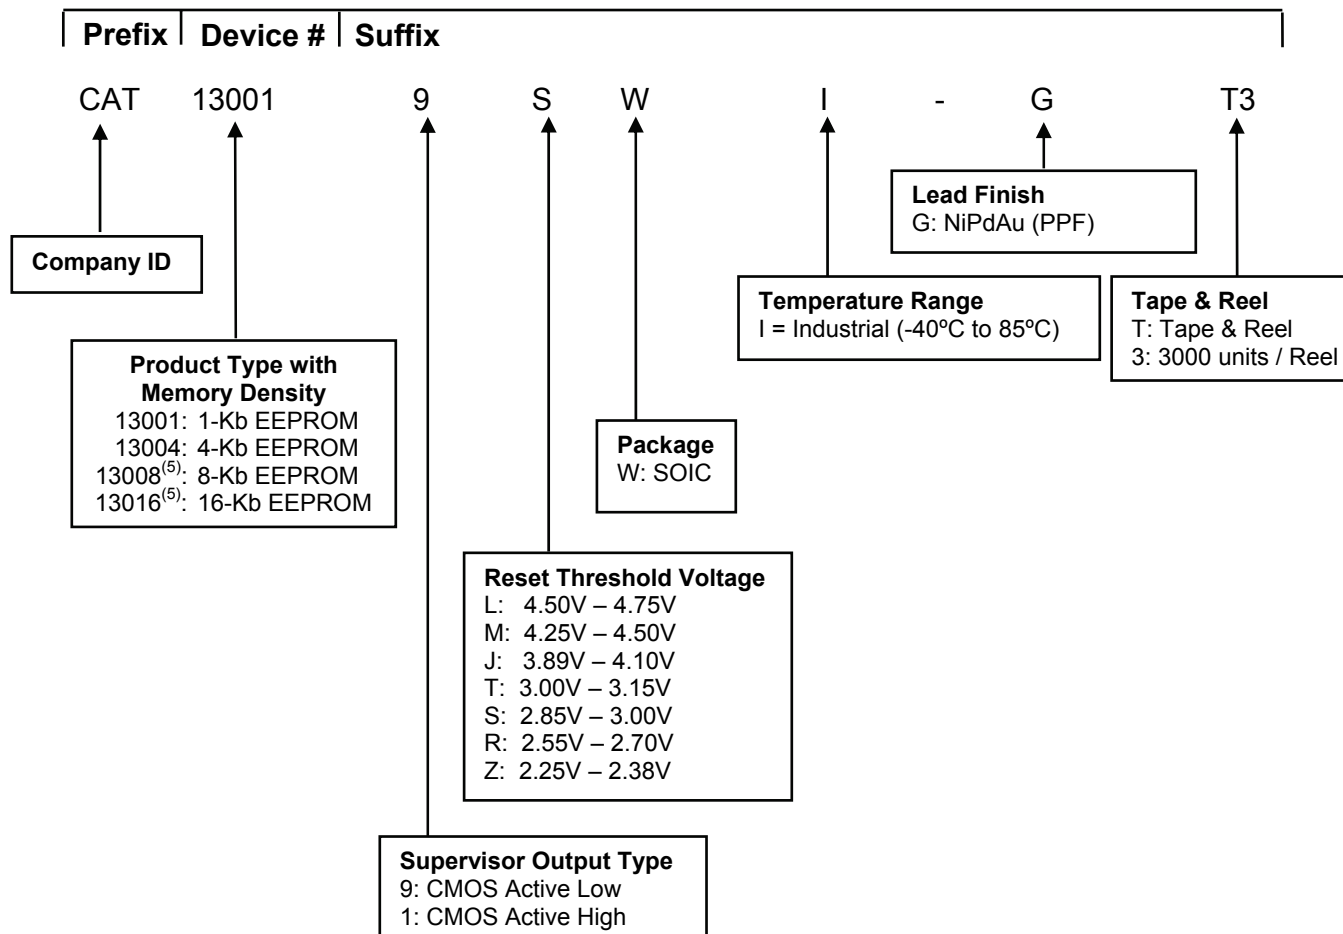 Prefix Device # Suffix
CAT 13001 9 S W I - G T3
Lead Finish
G: NiPdAu (PPF)
Company ID
Temperature Range
I = Industrial (-40ºC to 85ºC)
Tape & Reel
T: Tape & Reel
3: 3000 units / Reel
Product Type with
Memory Density
13001: 1-Kb EEPROM
13004: 4-Kb EEPROM
13008(5): 8-Kb EEPROM
13016(5): 16-Kb EEPROM
Package
W: SOIC
Reset Threshold Voltage
L: 4.50V – 4.75V
M: 4.25V – 4.50V
J: 3.89V – 4.10V
T: 3.00V – 3.15V
S: 2.85V – 3.00V
R: 2.55V – 2.70V
Z: 2.25V – 2.38V
Supervisor Output Type
9: CMOS Active Low
1: CMOS Active High